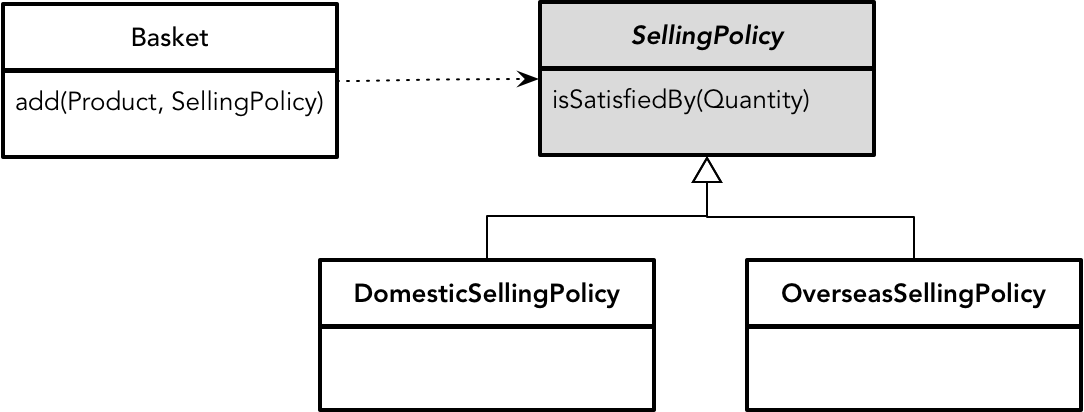 Basket
add(Product, SellingPolicy)
SellingPolicy
isSatisfiedBy(Quantity)
DomesticSellingPolicy
OverseasSellingPolicy